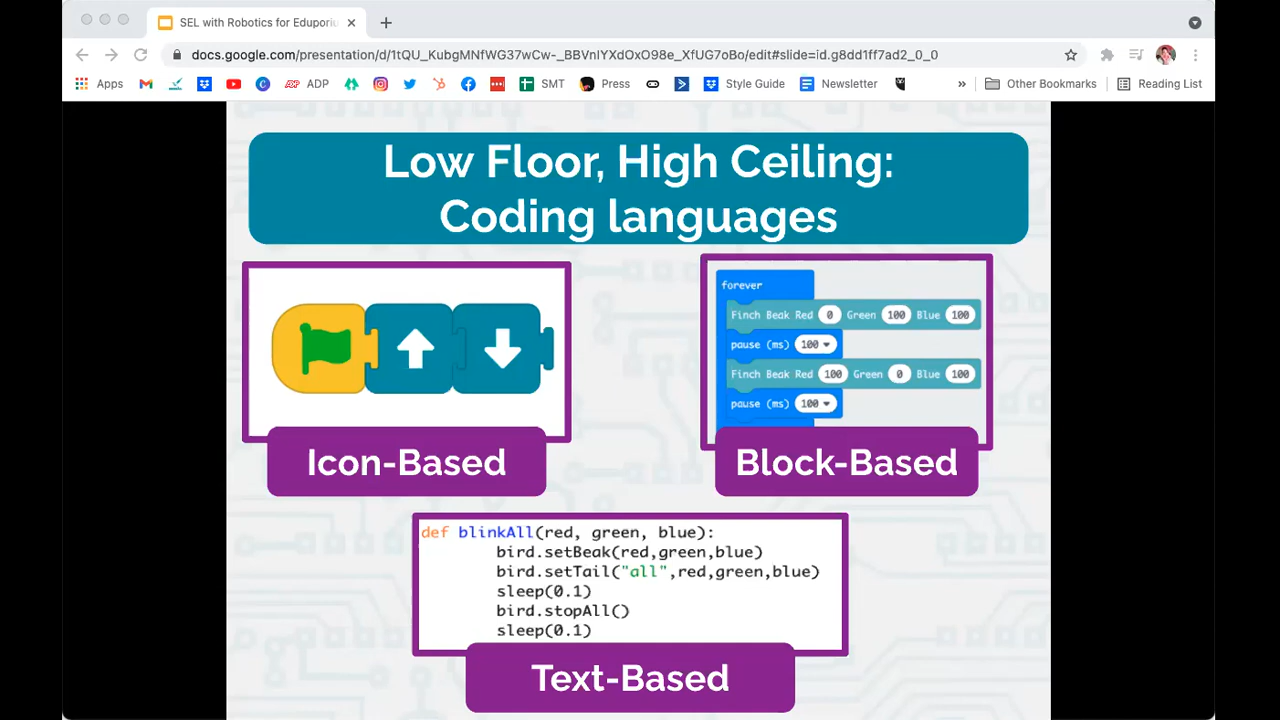 SEL with Robotics for Eduporiu
docs.google.com/presentation/d/1tQU_KubgMNfWG37wCw-_BBVnlYXdOxO98e_XfUG7oBo/edit#slide=id.g8dd1ff7ad2_0_0
Apps ADP SMT Press Style Guide Newsletter » Other Bookmarks Reading List
Low Floor, High Ceiling:
Coding languages
Icon-Based
forever
Finch Beak Red 0 Green 100 Blue 100
pause (ms) 100
Finch Beak Red 100 Green 0 Blue 100
pause (ms) 100
Block-Based
def blinkAll(red, green, blue):
bird.setBeak(red,green,blue)
bird.setTail("all",red,green,blue)
sleep(0.1)
bird.stopAll()
sleep(0.1)
Text-Based